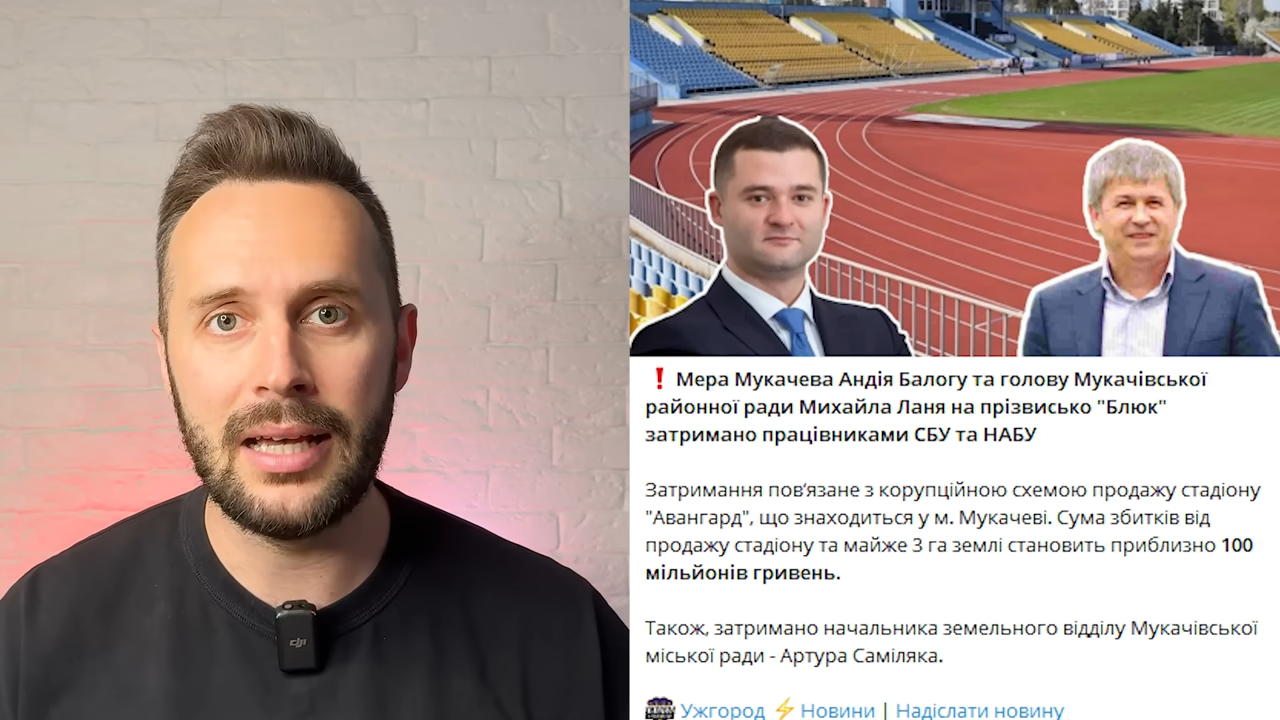 ❗ Мера Мукачева Андія Балогу та голову Мукачівської
районної ради Михайла Ланя на прізвисько "Блюк"
затримано працівниками СБУ та НАБУ
Затримання пов‘язане з корупційною схемою продажу стадіону
"Авангард", що знаходиться у м. Мукачеві. Сума збитків від
продажу стадіону та майже 3 га землі становить приблизно 100
мільйонів гривень.
Також, затримано начальника земельного відділу Мукачівської
міської ради - Артура Саміляка.
Ужгород ⚡ Новини | Надіслати новину
dji